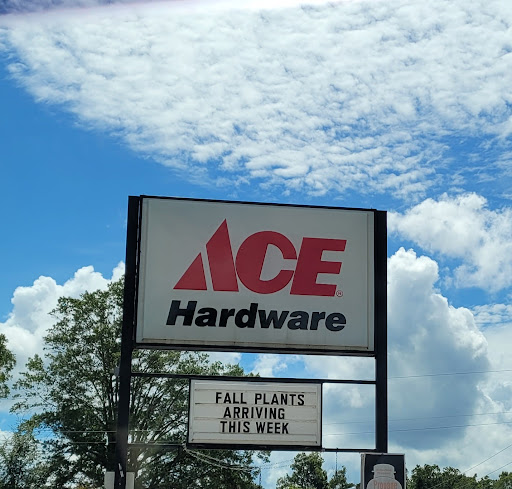 ACE
Hardware
FALL PLANTS
ARRIVING
THIS WEEK